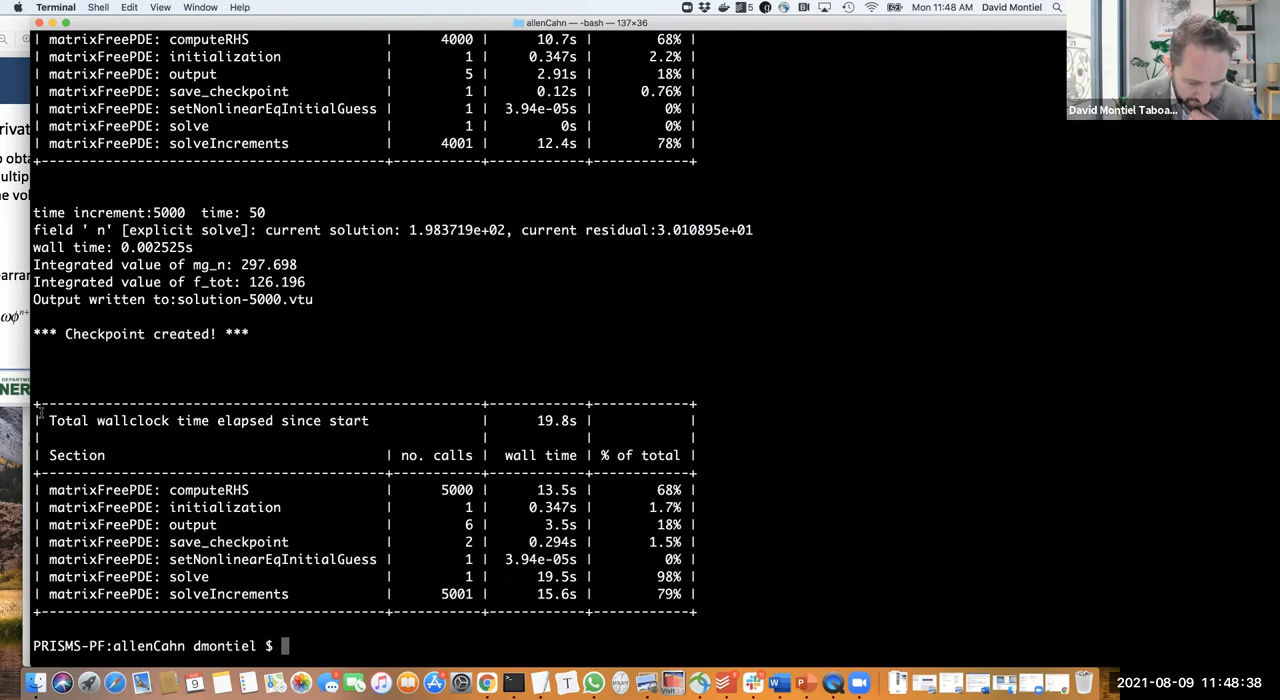 Terminal Shell Edit View Window Help
5
Mon 11:48 AM David Montiel
allenCahn — -bash — 137×36
| matrixFreePDE: computeRHS | 4000 | 10.7s | 68% |
| matrixFreePDE: initialization | 1 | 0.347s | 2.2% |
| matrixFreePDE: output | 5 | 2.91s | 18% |
| matrixFreePDE: save_checkpoint | 1 | 0.12s | 0.76% |
| matrixFreePDE: setNonlinearEqInitialGuess | 1 | 3.94e-05s | 0% |
| matrixFreePDE: solve | 1 | 0s | 0% |
| matrixFreePDE: solveIncrements | 4001 | 12.4s | 78% |
David Montiel Taboa...
time increment:5000 time: 50
field ' n' [explicit solve]: current solution: 1.983719e+02, current residual:3.010895e+01
wall time: 0.002525s
Integrated value of mg_n: 297.698
Integrated value of f_tot: 126.196
Output written to:solution-5000.vtu
*** Checkpoint created! ***
| Total wallclock time elapsed since start | 19.8s | |
| Section | no. calls | wall time | % of total |
| matrixFreePDE: computeRHS | 5000 | 13.5s | 68% |
| matrixFreePDE: initialization | 1 | 0.347s | 1.7% |
| matrixFreePDE: output | 6 | 3.5s | 18% |
| matrixFreePDE: save_checkpoint | 2 | 0.294s | 1.5% |
| matrixFreePDE: setNonlinearEqInitialGuess | 1 | 3.94e-05s | 0% |
| matrixFreePDE: solve | 1 | 19.5s | 98% |
| matrixFreePDE: solveIncrements | 5001 | 15.6s | 79% |
PRISMS-PF:allenCahn dmontiel $
2021-08-09 11:48:38